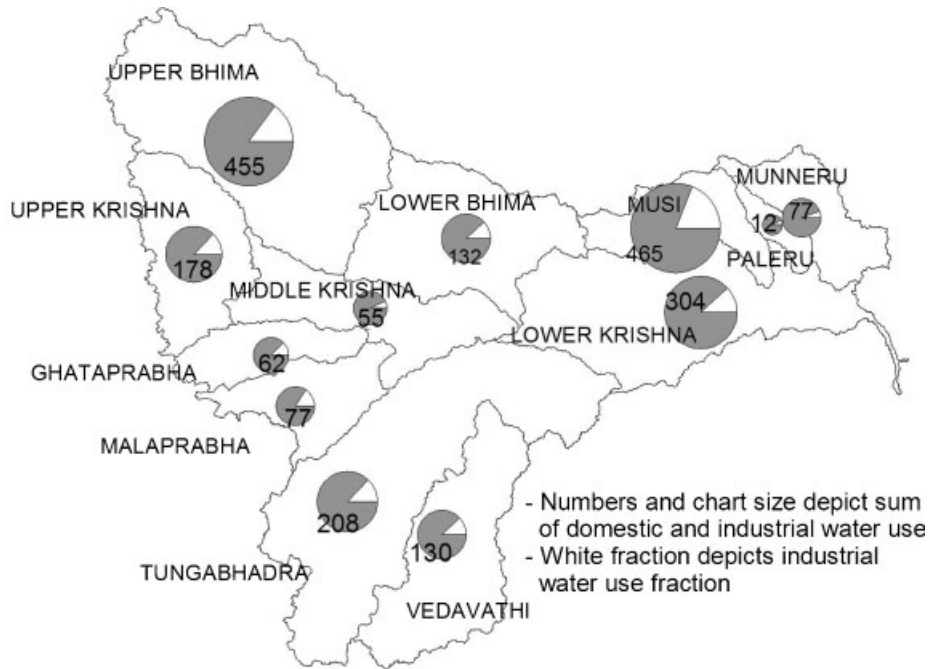 UPPER BHIMA
455
UPPER KRISHNA
178
LOWER BHIMA
132
MUSI
465
MUNNERU
77
12
PALERU
MIDDLE KRISHNA
55
304
LOWER KRISHNA
62
GHATAPRABHA
77
MALAPRABHA
208
TUNGABHADRA
130
VEDAVATHI
- Numbers and chart size depict sum
of domestic and industrial water use
- White fraction depicts industrial
water use fraction